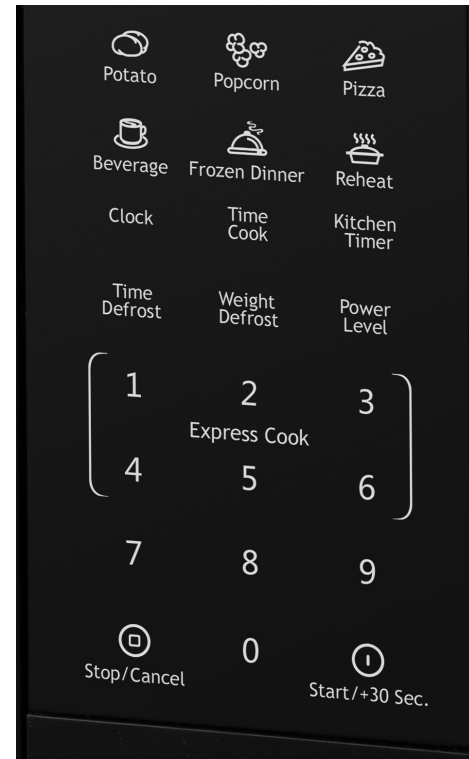 Potato Popcorn Pizza
Beverage Frozen Dinner Reheat
Clock Time Cook Kitchen Timer
Time Defrost Weight Defrost Power Level
1 2 3
Express Cook
4 5 6
7 8 9
0
Stop/Cancel Start/+30 Sec.